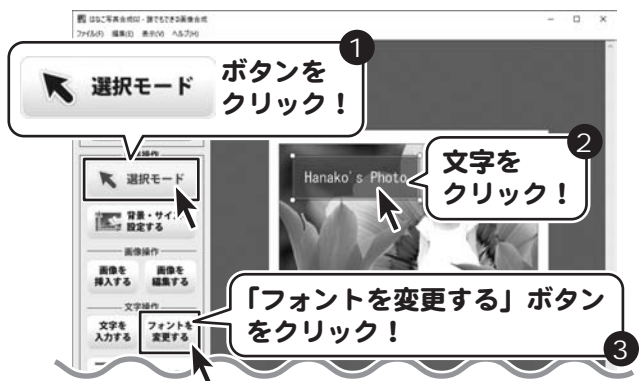 はなこ写真合成Q - 誰でもできる画像合成
ファイル(F) 編集(E) 表示(V) ヘルプ(H)
1
選択モード
ボタンを
クリック！
選択モード
2
文字を
クリック！
Hanako's Photo
背景・サイ
設定する
画像操作
画像を
挿入する
画像を
編集する
文字操作
文字を
入力する
フォントを
変更する
「フォントを変更する」ボタン
をクリック！
3